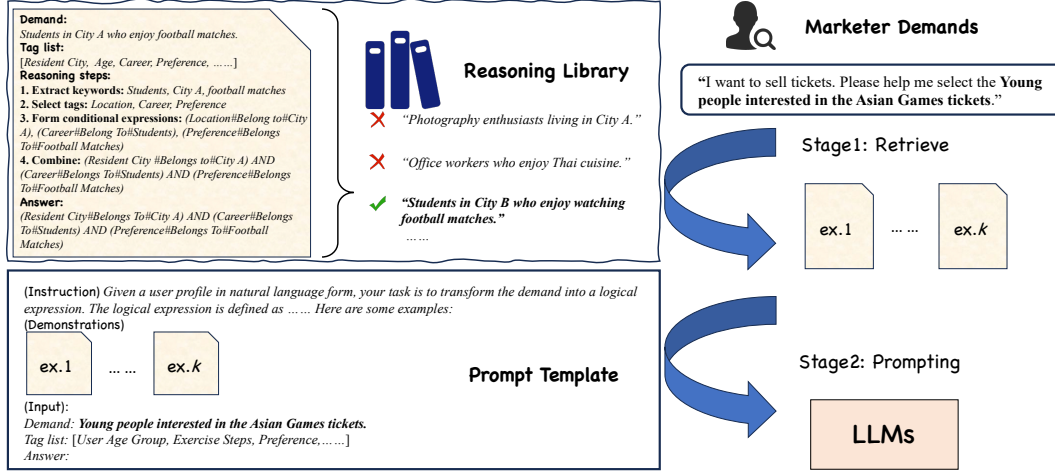 Demand:
Students in City A who enjoy football matches.
Tag list:
[Resident City, Age, Career, Preference, ……]
Reasoning steps:
1. Extract keywords: Students, City A, football matches
2. Select tags: Location, Career, Preference
3. Form conditional expressions: (Location#Belong to#City
A), (Career#Belong To#Students), (Preference#Belongs
To#Football Matches)
4. Combine: (Resident City #Belongs to#City A) AND
(Career#Belongs To#Students) AND (Preference#Belongs
To#Football Matches)
Answer:
(Resident City#Belongs To#City A) AND (Career#Belongs
To#Students) AND (Preference#Belongs To#Football
Matches)
Reasoning Library
“Photography enthusiasts living in City A.”
“Office workers who enjoy Thai cuisine.”
“Students in City B who enjoy watching
football matches.”
……
Marketer Demands
“I want to sell tickets. Please help me select the Young
people interested in the Asian Games tickets.”
Stage1: Retrieve
ex.1 …… ex.k
(Instruction) Given a user profile in natural language form, your task is to transform the demand into a logical
expression. The logical expression is defined as …… Here are some examples:
(Demonstrations)
ex.1 …… ex.k
Prompt Template
(Input):
Demand: Young people interested in the Asian Games tickets.
Tag list: [User Age Group, Exercise Steps, Preference,……]
Answer:
Stage2: Prompting
LLMs